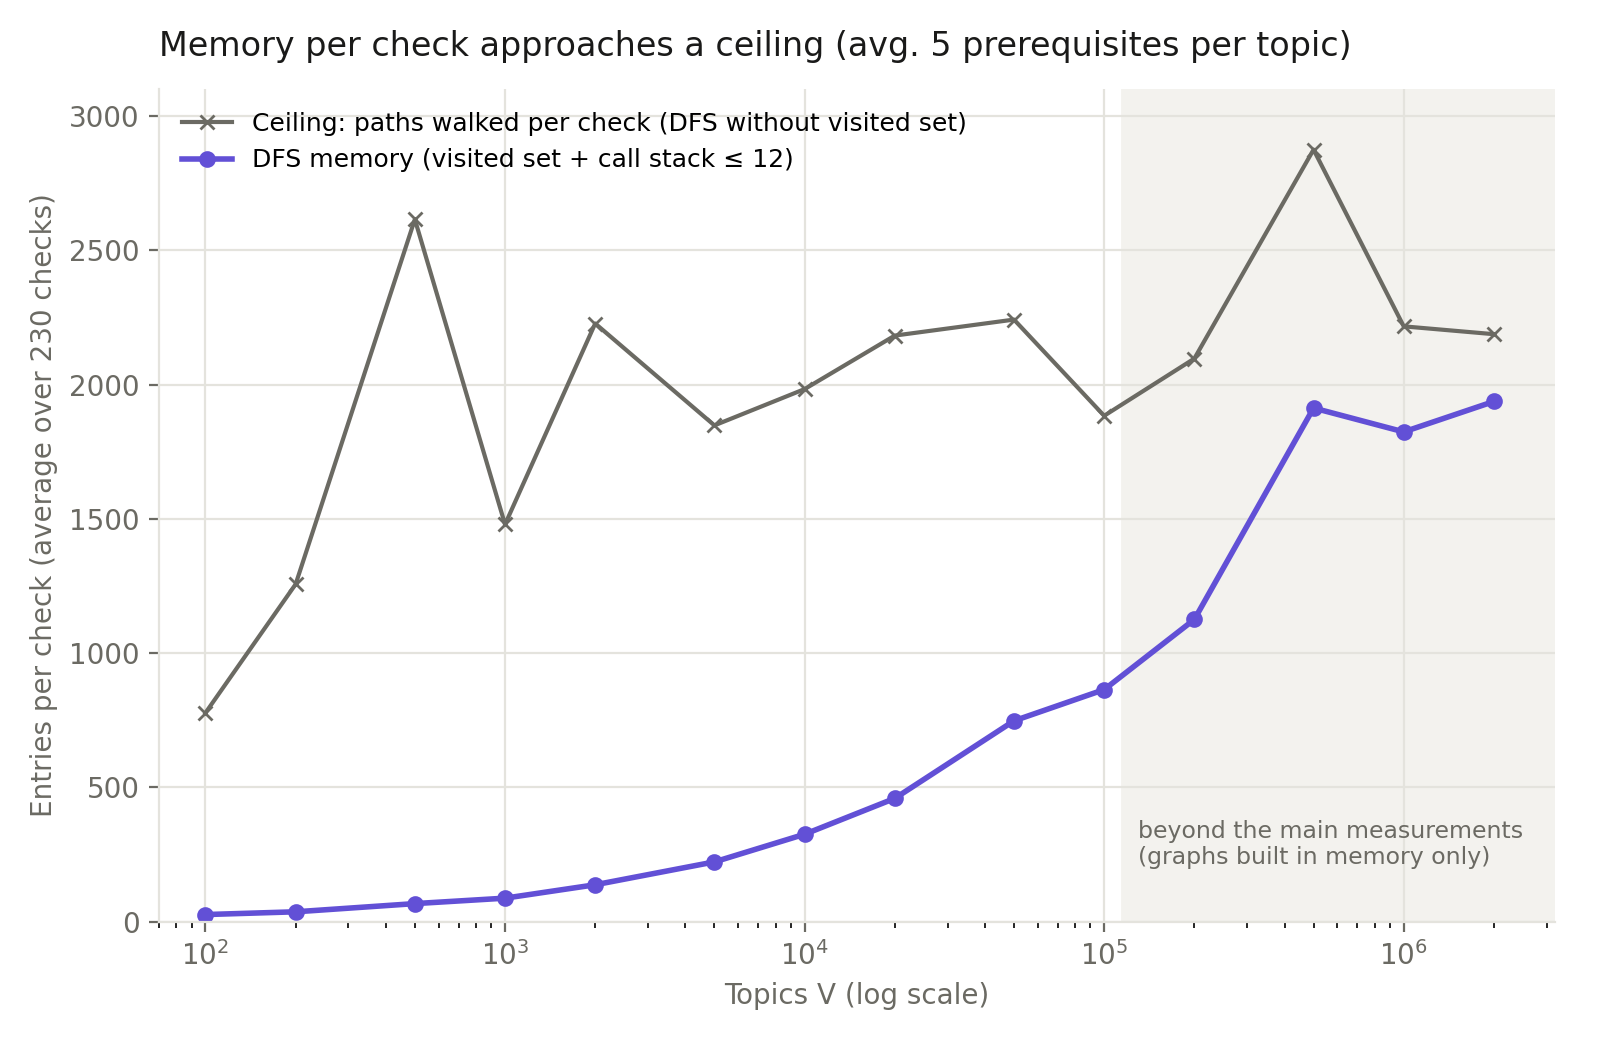 Memory per check approaches a ceiling (avg. 5 prerequisites per topic)
Ceiling: paths walked per check (DFS without visited set)
DFS memory (visited set + call stack ≤ 12)
Entries per check (average over 230 checks)
3000
2500
2000
1500
1000
500
0
beyond the main measurements
(graphs built in memory only)
10² 10³ 10⁴ 10⁵ 10⁶
Topics V (log scale)